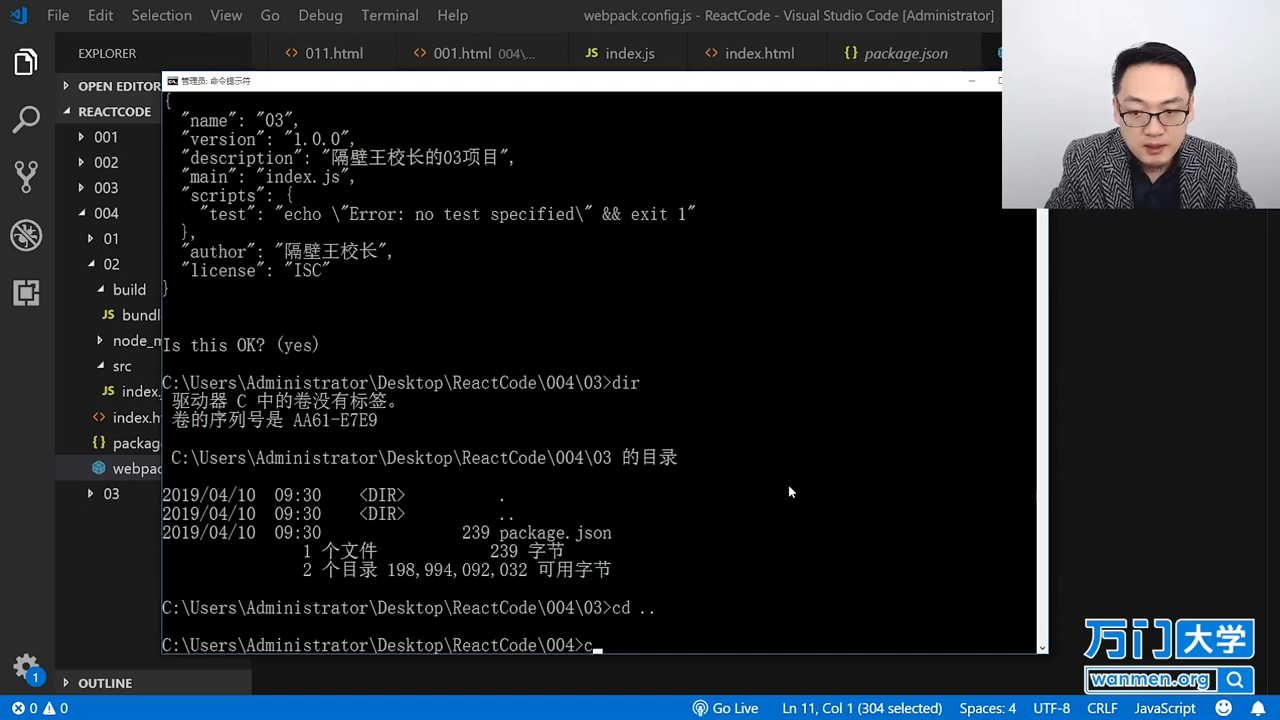 File Edit Selection View Go Debug Terminal Help
webpack.config.js - ReactCode - Visual Studio Code [Administrator]
EXPLORER
011.html
001.html 004\...
index.js
index.html
package.json
OPEN EDITOR
REACTCODE
001
002
003
004
01
02
build
bundl
node_m
src
index.
index.h
packag
webpac
03
OUTLINE
管理员: 命令提示符
{
"name": "03",
"version": "1.0.0",
"description": "隔壁王校长的03项目",
"main": "index.js",
"scripts": {
"test": "echo \"Error: no test specified\" && exit 1"
},
"author": "隔壁王校长",
"license": "ISC"
}
Is this OK? (yes)
C:\Users\Administrator\Desktop\ReactCode\004\03>dir
驱动器 C 中的卷没有标签。
卷的序列号是 AA61-E7E9
C:\Users\Administrator\Desktop\ReactCode\004\03 的目录
2019/04/10 09:30 <DIR> .
2019/04/10 09:30 <DIR> ..
2019/04/10 09:30 239 package.json
1 个文件 239 字节
2 个目录 198,994,092,032 可用字节
C:\Users\Administrator\Desktop\ReactCode\004\03>cd ..
C:\Users\Administrator\Desktop\ReactCode\004>c
万门大学
wanmen.org
1
0 0
Go Live
Ln 11, Col 1 (304 selected)
Spaces: 4
UTF-8
CRLF
JavaScript